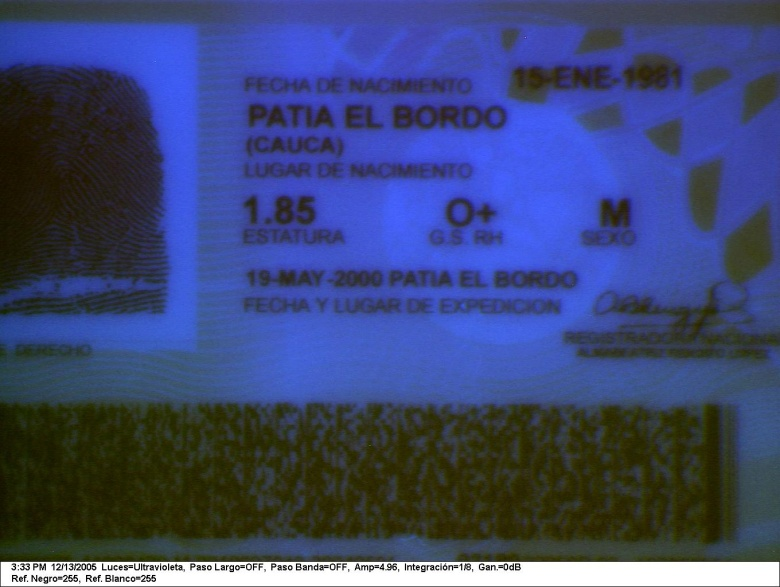 15-ENE-1981
FECHA DE NACIMIENTO
PATIA EL BORDO
(CAUCA)
LUGAR DE NACIMIENTO
1.85 O+ M
ESTATURA G.S. RH SEXO
19-MAY-2000 PATIA EL BORDO
FECHA Y LUGAR DE EXPEDICION
REGISTRADORA NACIONAL
DERECHO
3:33 PM 12/13/2005 Luces=Ultravioleta, Paso Largo=OFF, Paso Banda=OFF, Amp=4.96, Integración=1/8, Gan.=0dB
Ref. Negro=255, Ref. Blanco=255